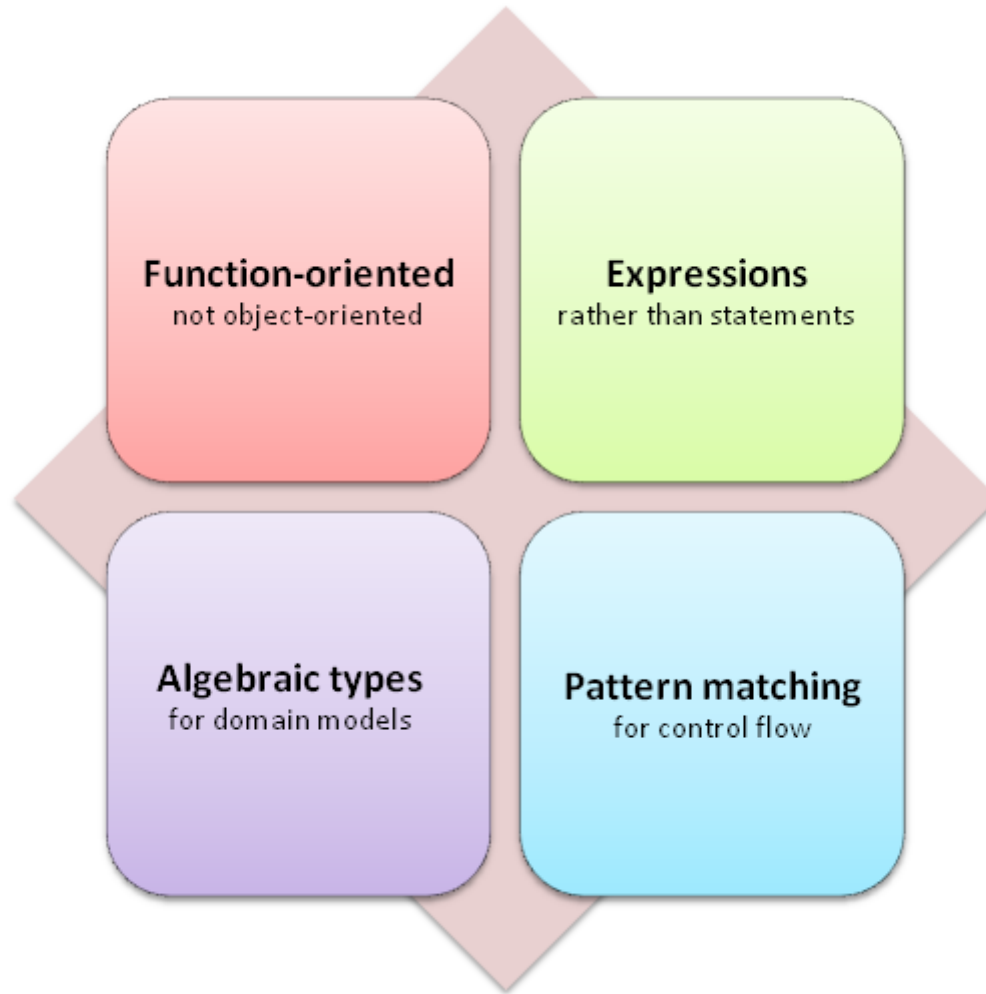 Function-oriented
not object-oriented
Expressions
rather than statements
Algebraic types
for domain models
Pattern matching
for control flow